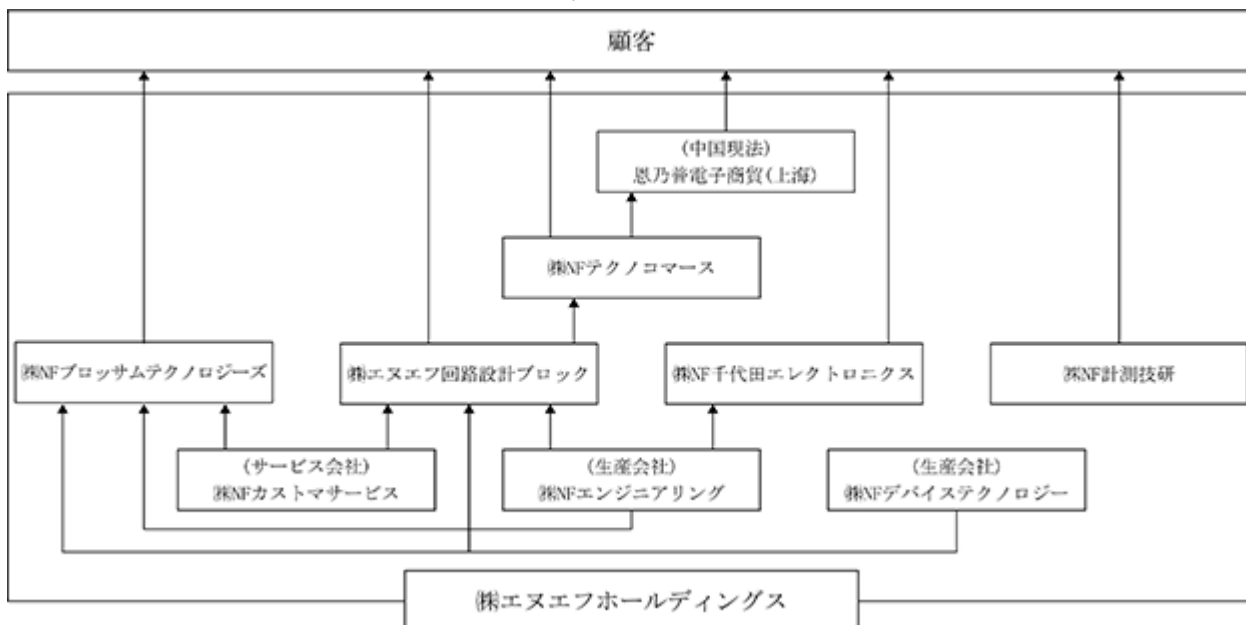 顧客
(中国現法)
恩乃普電子商貿(上海)
㈱NFテクノコマース
㈱NFブロッサムテクノロジーズ
㈱エヌエフ回路設計ブロック
㈱NF千代田エレクトロニクス
㈱NF計測技研
(サービス会社)
㈱NFカストマサービス
(生産会社)
㈱NFエンジニアリング
(生産会社)
㈱NFデバイステクノロジー
㈱エヌエフホールディングス